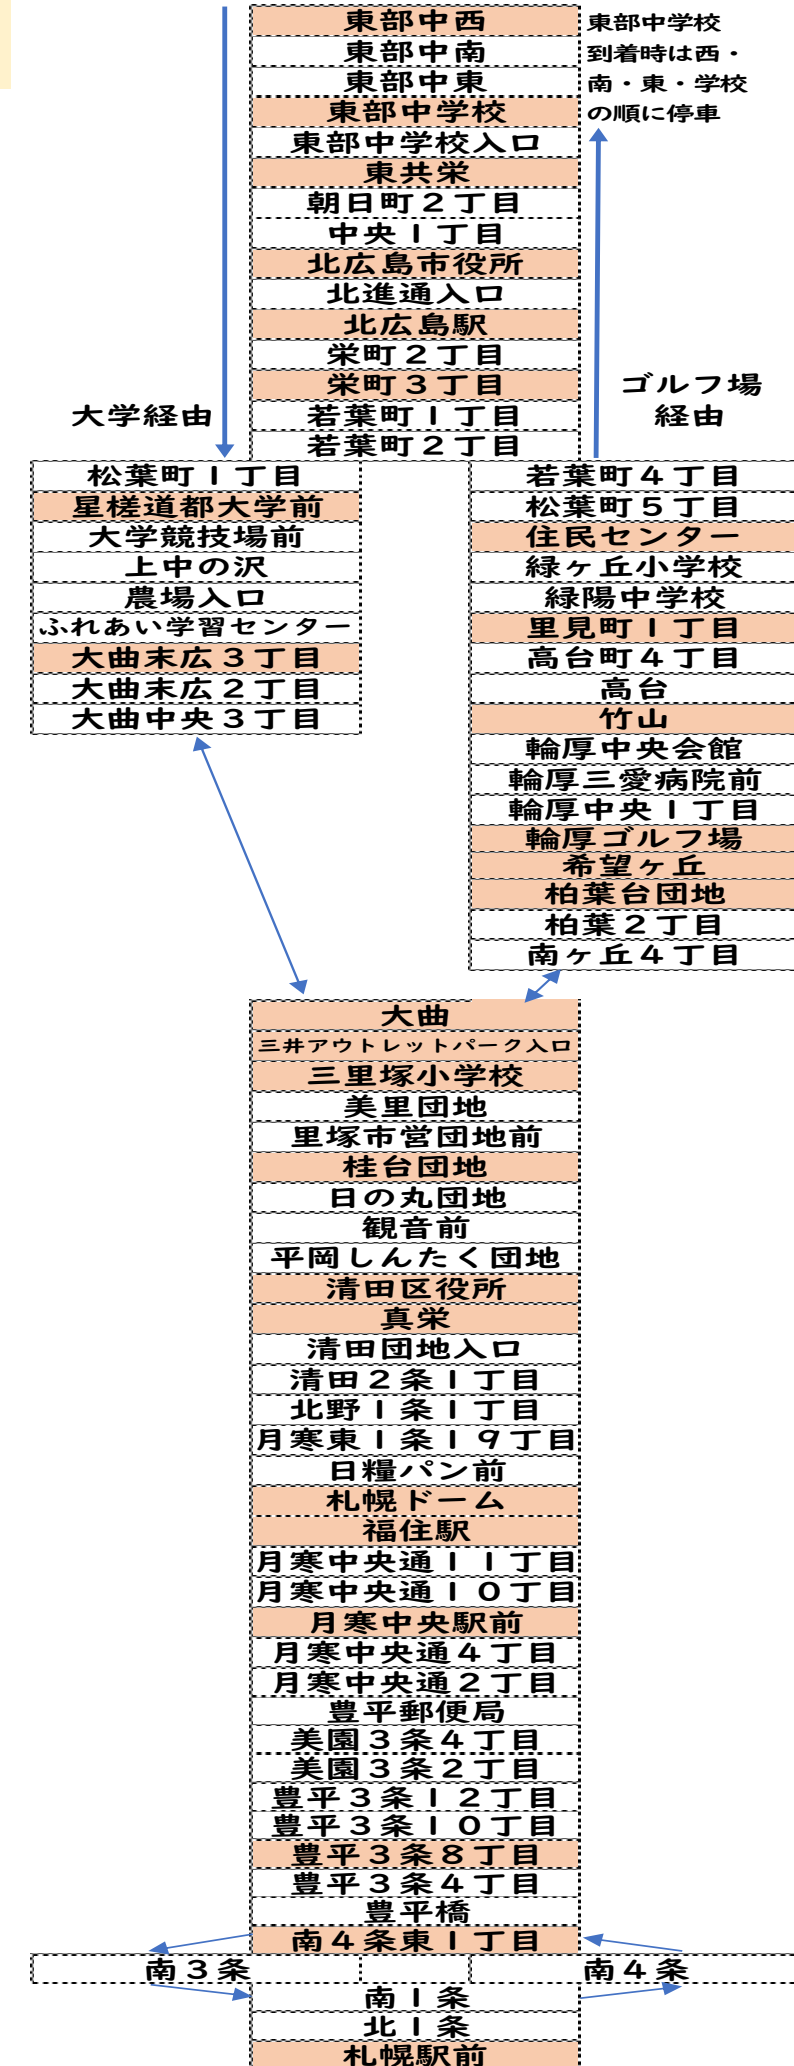 東部中西
東部中南
東部中東
東部中学校
東部中学校
到着時は西・
南・東・学校
の順に停車
東部中学校入口
東共栄
朝日町２丁目
中央１丁目
北広島市役所
北進通入口
北広島駅
栄町２丁目
栄町３丁目
若葉町１丁目
若葉町２丁目
大学経由
ゴルフ場
経由
松葉町１丁目
星槎道都大学前
大学競技場前
上中の沢
農場入口
ふれあい学習センター
大曲末広３丁目
大曲末広２丁目
大曲中央３丁目
若葉町４丁目
松葉町５丁目
住民センター
緑ヶ丘小学校
緑陽中学校
里見町１丁目
高台町４丁目
高台
竹山
輪厚中央会館
輪厚三愛病院前
輪厚中央１丁目
輪厚ゴルフ場
希望ヶ丘
柏葉台団地
柏葉２丁目
南ヶ丘４丁目
大曲
三井アウトレットパーク入口
三里塚小学校
美里団地
里塚市営団地前
桂台団地
日の丸団地
観音前
平岡しんたく団地
清田区役所
真栄
清田団地入口
清田２条１丁目
北野１条１丁目
月寒東１条１９丁目
日糧パン前
札幌ドーム
福住駅
月寒中央通１１丁目
月寒中央通１０丁目
月寒中央駅前
月寒中央通４丁目
月寒中央通２丁目
豊平郵便局
美園３条４丁目
美園３条２丁目
豊平３条１２丁目
豊平３条１０丁目
豊平３条８丁目
豊平３条４丁目
豊平橋
南４条東１丁目
南３条
南４条
南１条
北１条
札幌駅前